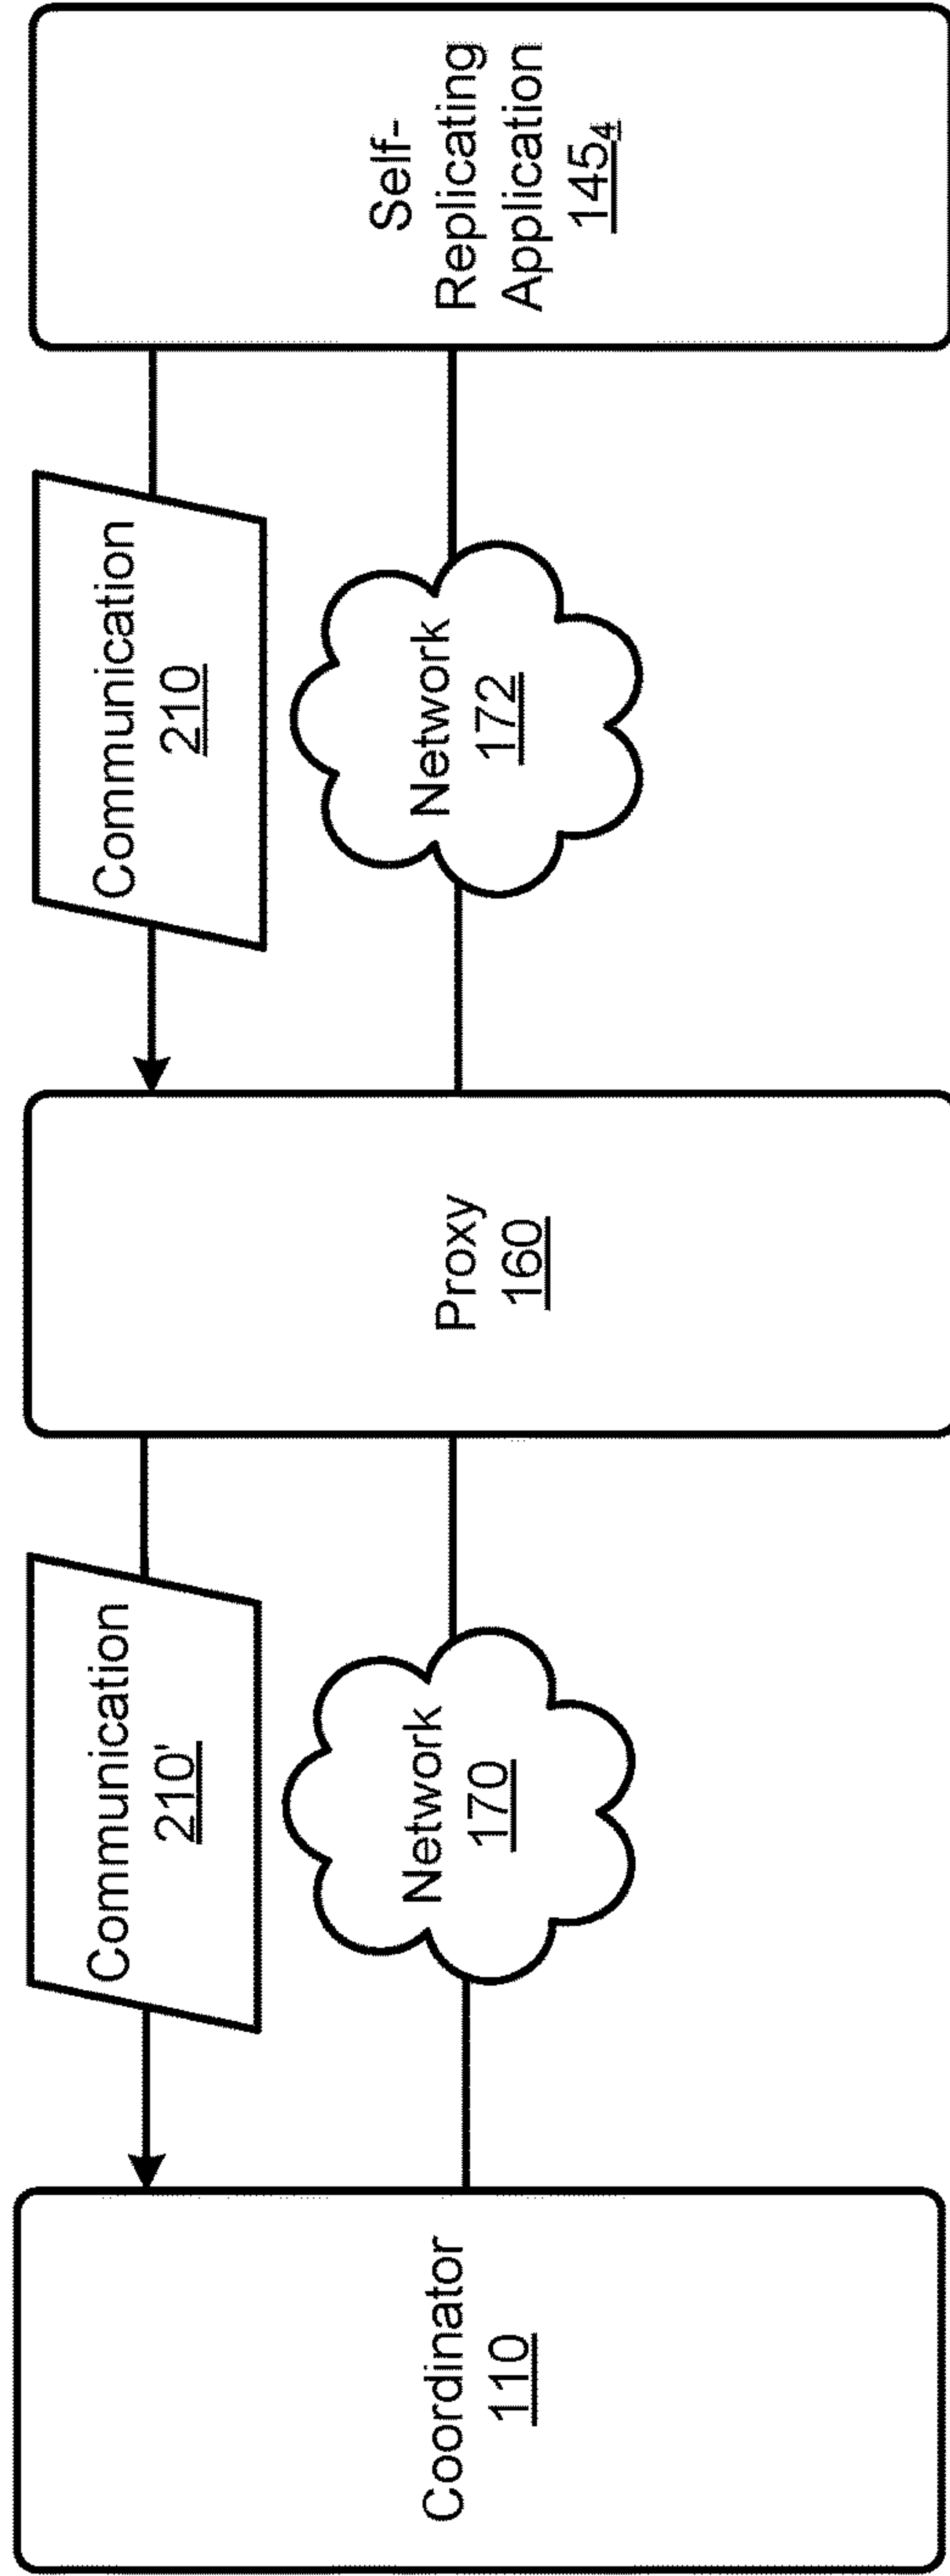 Coordinator
110
Communication
210'
Network
170
Proxy
160
Communication
210
Network
172
Self-
Replicating
Application
145₄